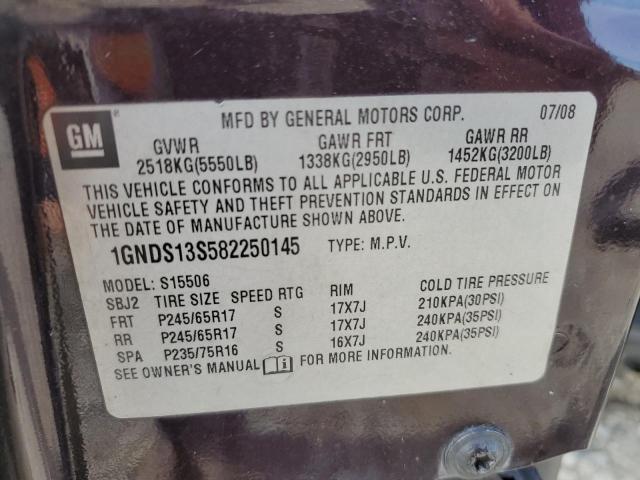 GM
MFD BY GENERAL MOTORS CORP. 07/08
GVWR GAWR FRT GAWR RR
2518KG(5550LB) 1338KG(2950LB) 1452KG(3200LB)
THIS VEHICLE CONFORMS TO ALL APPLICABLE U.S. FEDERAL MOTOR
VEHICLE SAFETY AND THEFT PREVENTION STANDARDS IN EFFECT ON
THE DATE OF MANUFACTURE SHOWN ABOVE.
1GNDS13S582250145 TYPE: M.P.V.
MODEL: S15506
SBJ2 TIRE SIZE SPEED RTG RIM COLD TIRE PRESSURE
FRT P245/65R17 S 17X7J 210KPA(30PSI)
RR P245/65R17 S 17X7J 240KPA(35PSI)
SPA P235/75R16 S 16X7J 240KPA(35PSI)
SEE OWNER'S MANUAL FOR MORE INFORMATION.